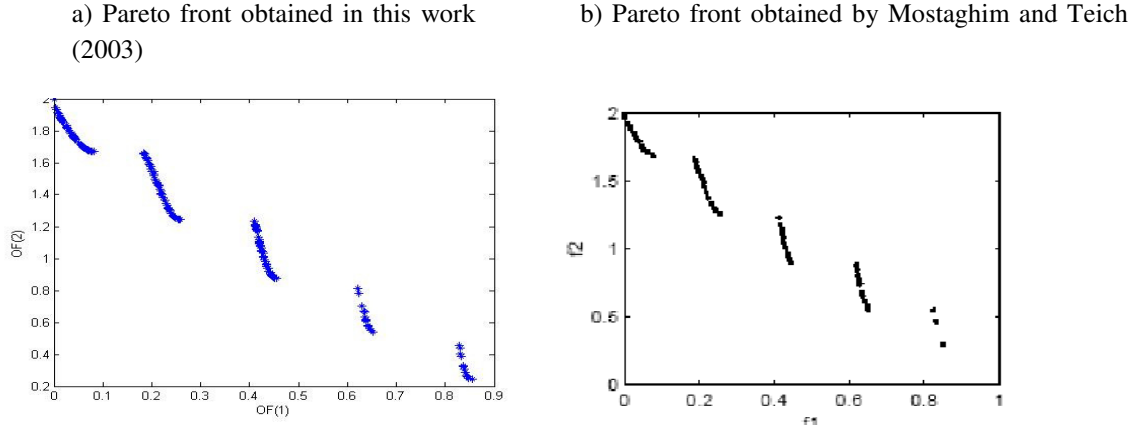 a) Pareto front obtained in this work
(2003)
b) Pareto front obtained by Mostaghim and Teich
2
1.8
1.6
1.4
1.2
1
0.8
0.6
0.4
0.2
OF(2)
0 0.1 0.2 0.3 0.4 0.5 0.6 0.7 0.8 0.9
OF(1)
2
1.5
1
0.5
0
f2
0 0.2 0.4 0.6 0.8 1
f1